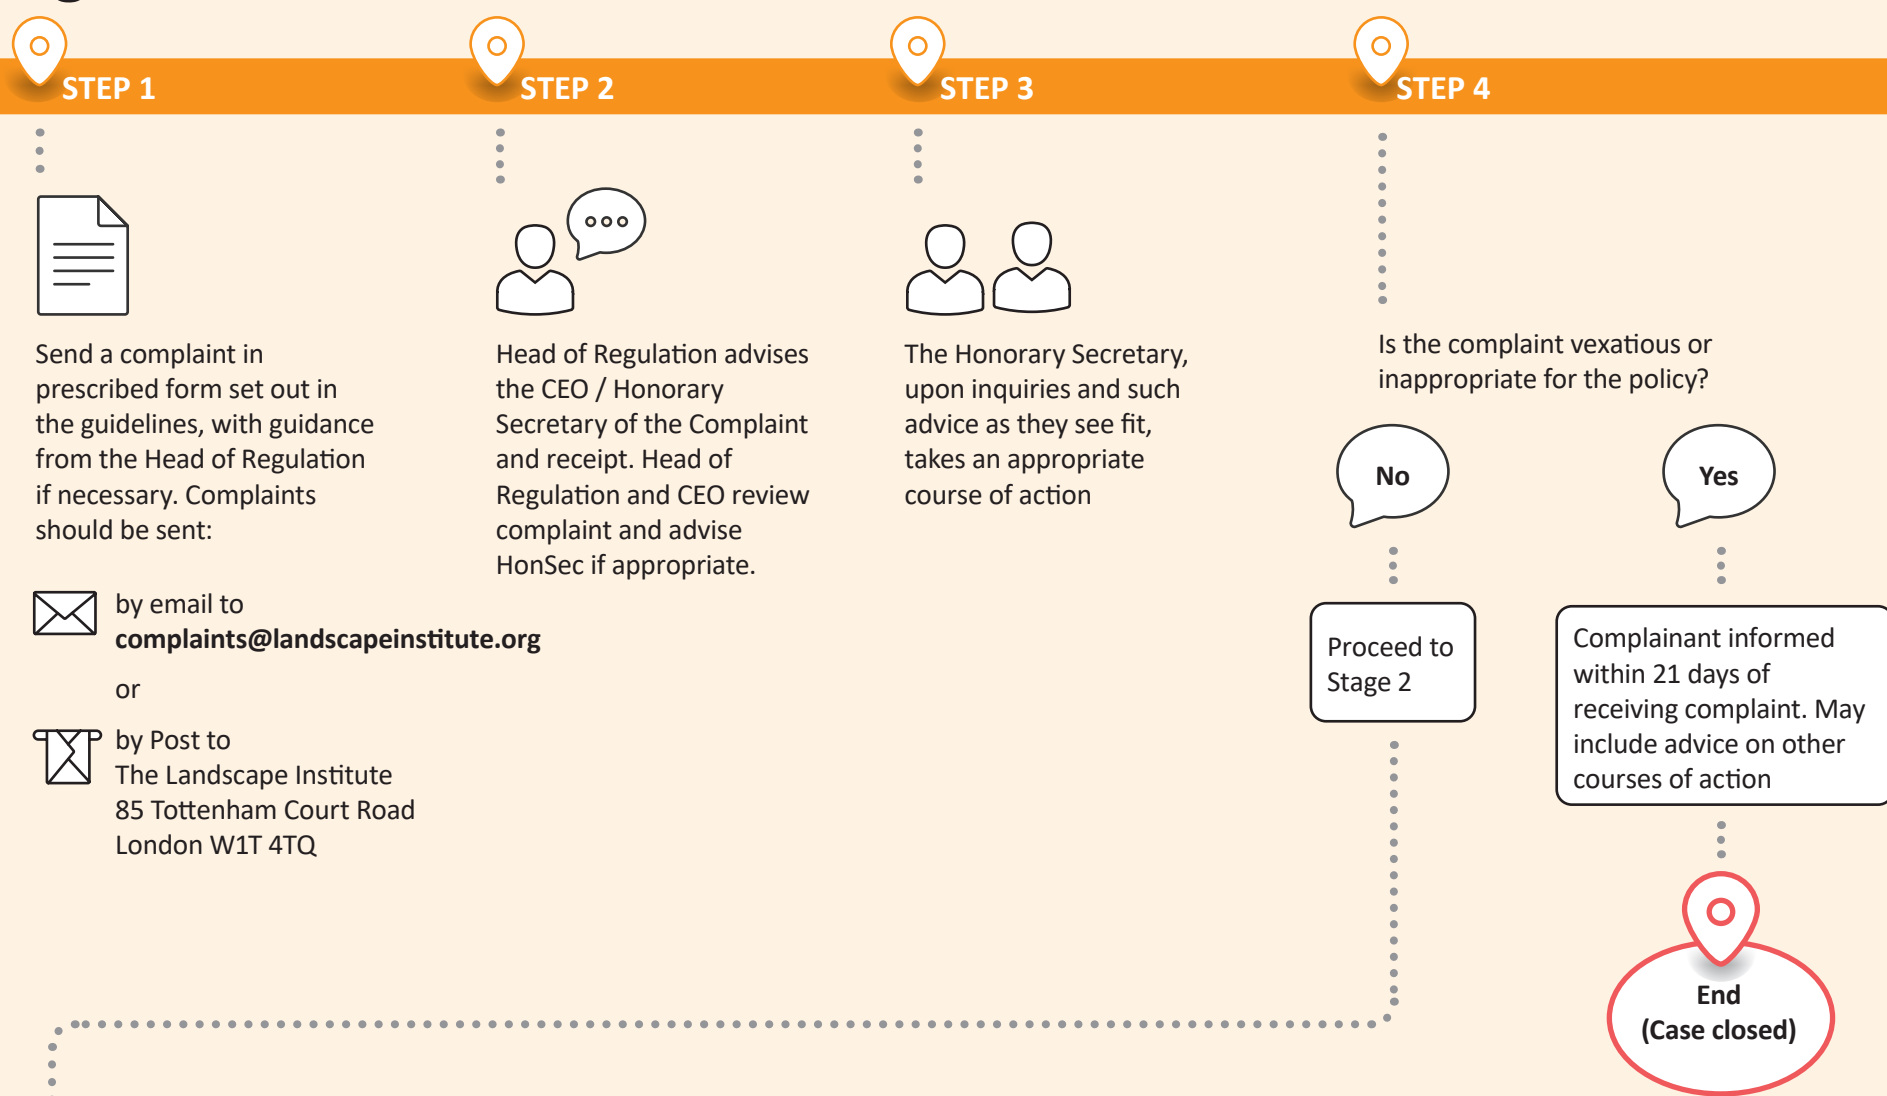 STEP 1
STEP 2
STEP 3
STEP 4
Send a complaint in
prescribed form set out in
the guidelines, with guidance
from the Head of Regulation
if necessary. Complaints
should be sent:
by email to
complaints@landscapeinstitute.org
or
by Post to
The Landscape Institute
85 Tottenham Court Road
London W1T 4TQ
Head of Regulation advises
the CEO / Honorary
Secretary of the Complaint
and receipt. Head of
Regulation and CEO review
complaint and advise
HonSec if appropriate.
The Honorary Secretary,
upon inquiries and such
advice as they see fit,
takes an appropriate
course of action
Is the complaint vexatious or
inappropriate for the policy?
No
Proceed to
Stage 2
Yes
Complainant informed
within 21 days of
receiving complaint. May
include advice on other
courses of action
End
(Case closed)